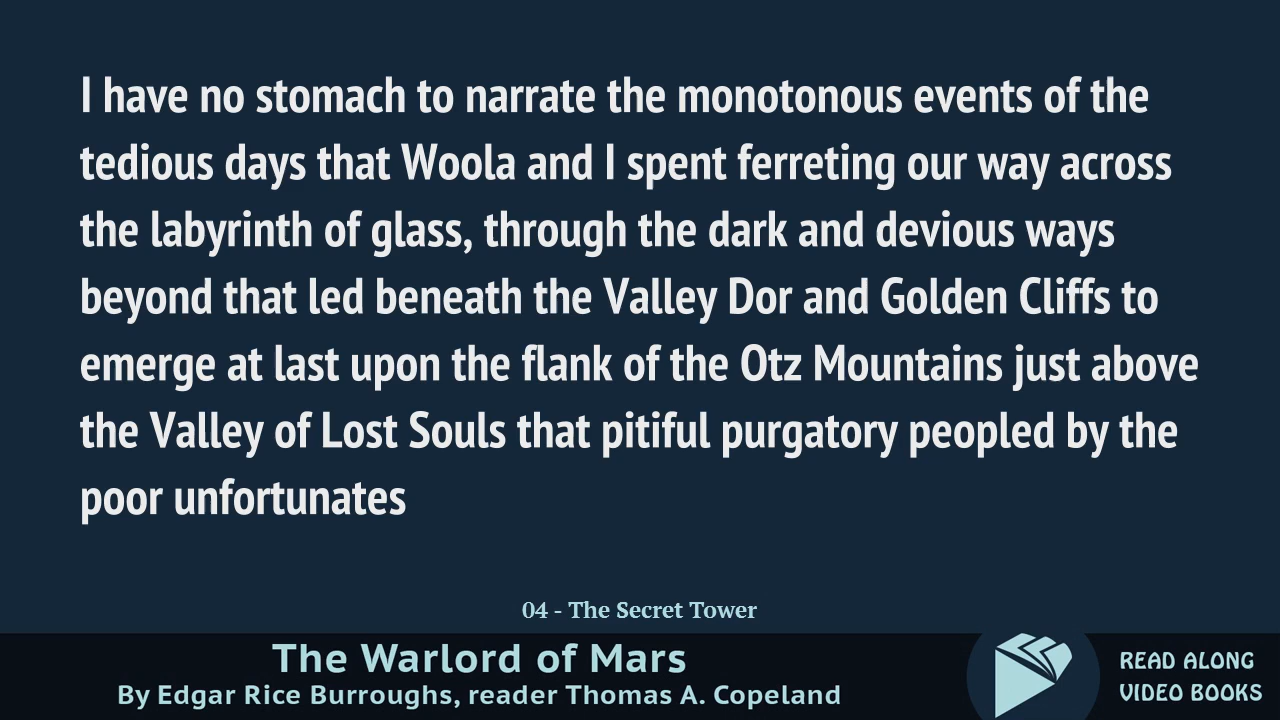 I have no stomach to narrate the monotonous events of the
tedious days that Woola and I spent ferreting our way across
the labyrinth of glass, through the dark and devious ways
beyond that led beneath the Valley Dor and Golden Cliffs to
emerge at last upon the flank of the Otz Mountains just above
the Valley of Lost Souls that pitiful purgatory peopled by the
poor unfortunates
04 - The Secret Tower
The Warlord of Mars
By Edgar Rice Burroughs, reader Thomas A. Copeland
READ ALONG
VIDEO BOOKS